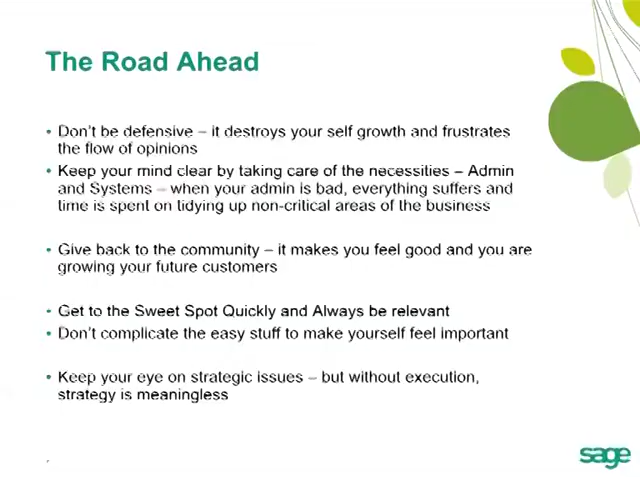 The Road Ahead
• Don't be defensive – it destroys your self growth and frustrates
the flow of opinions
• Keep your mind clear by taking care of the necessities – Admin
and Systems – when your admin is bad, everything suffers and
time is spent on tidying up non-critical areas of the business
• Give back to the community – it makes you feel good and you are
growing your future customers
• Get to the Sweet Spot Quickly and Always be relevant
• Don't complicate the easy stuff to make yourself feel important
• Keep your eye on strategic issues – but without execution,
strategy is meaningless
sage